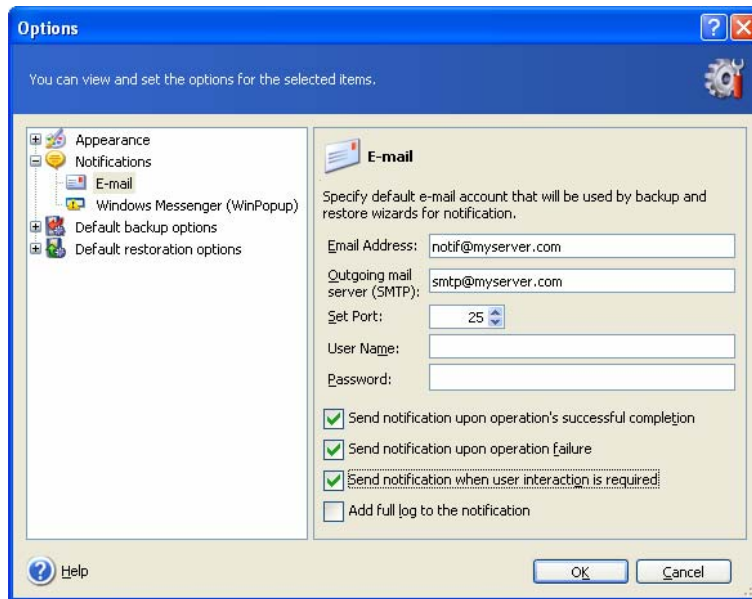 Options
You can view and set the options for the selected items.
Appearance
Notifications
E-mail
Windows Messenger (WinPopup)
Default backup options
Default restoration options
E-mail
Specify default e-mail account that will be used by backup and
restore wizards for notification.
Email Address: notif@myserver.com
Outgoing mail
server (SMTP): smtp@myserver.com
Set Port: 25
User Name:
Password:
Send notification upon operation's successful completion
Send notification upon operation failure
Send notification when user interaction is required
Add full log to the notification
Help
OK
Cancel